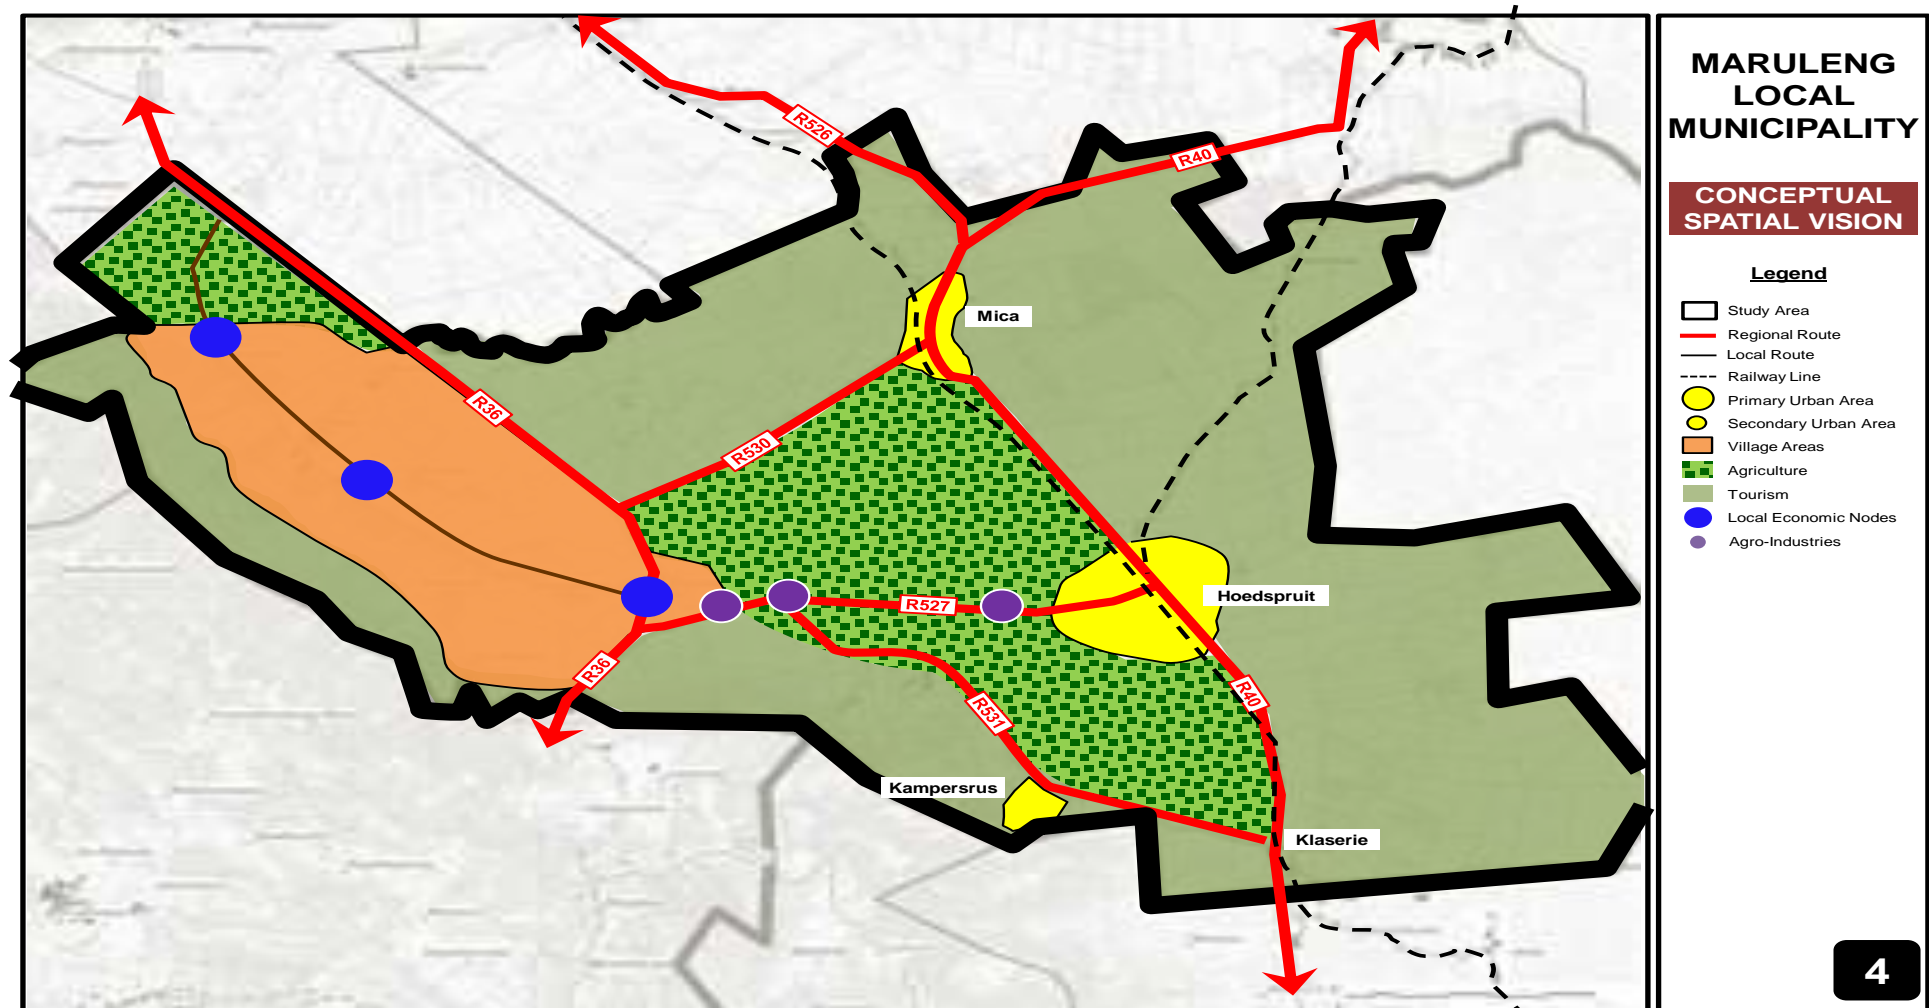 MARULENG
LOCAL
MUNICIPALITY
CONCEPTUAL
SPATIAL VISION
Legend
Study Area
Regional Route
Local Route
Railway Line
Primary Urban Area
Secondary Urban Area
Village Areas
Agriculture
Tourism
Local Economic Nodes
Agro-Industries
4
R526
R40
Mica
R36
R530
Hoedspruit
R527
R36
R40
R531
Kampersrus
Klaserie